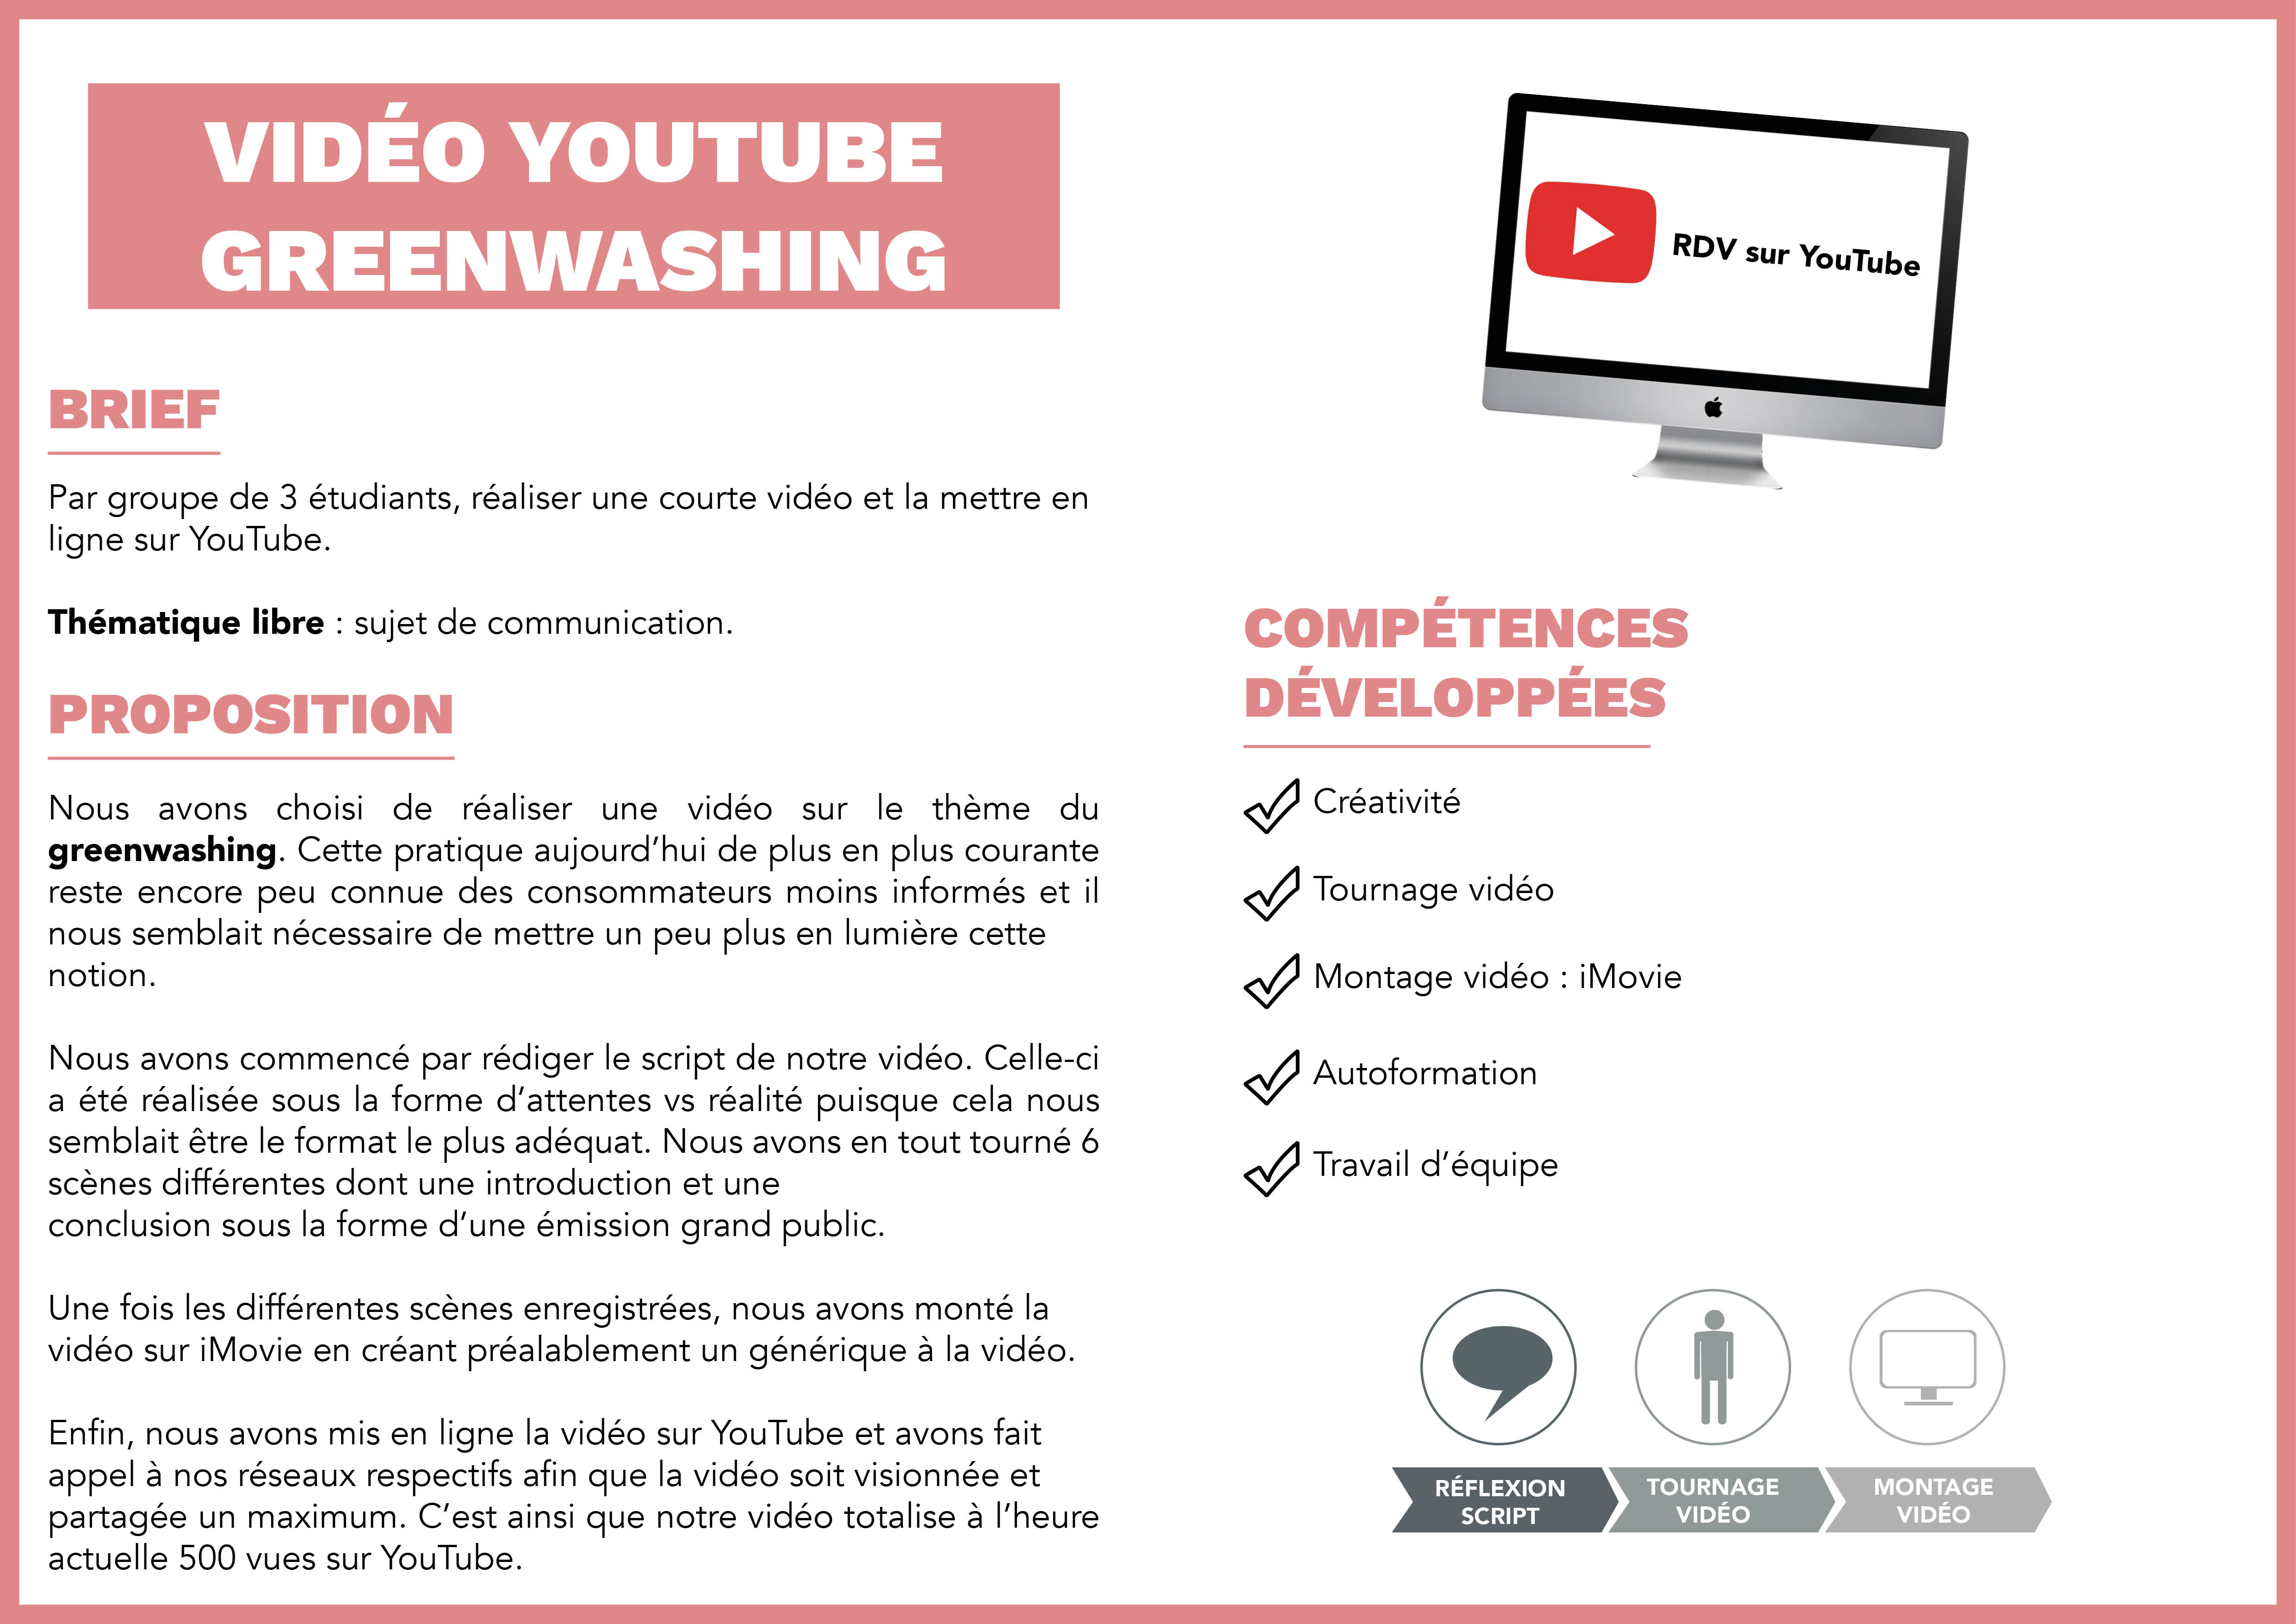 VIDÉO YOUTUBE
GREENWASHING
BRIEF
Par groupe de 3 étudiants, réaliser une courte vidéo et la mettre en
ligne sur YouTube.
Thématique libre : sujet de communication.
PROPOSITION
Nous avons choisi de réaliser une vidéo sur le thème du
greenwashing. Cette pratique aujourd’hui de plus en plus courante
reste encore peu connue des consommateurs moins informés et il
nous semblait nécessaire de mettre un peu plus en lumière cette
notion.
Nous avons commencé par rédiger le script de notre vidéo. Celle-ci
a été réalisée sous la forme d’attentes vs réalité puisque cela nous
semblait être le format le plus adéquat. Nous avons en tout tourné 6
scènes différentes dont une introduction et une
conclusion sous la forme d’une émission grand public.
Une fois les différentes scènes enregistrées, nous avons monté la
vidéo sur iMovie en créant préalablement un générique à la vidéo.
Enfin, nous avons mis en ligne la vidéo sur YouTube et avons fait
appel à nos réseaux respectifs afin que la vidéo soit visionnée et
partagée un maximum. C’est ainsi que notre vidéo totalise à l’heure
actuelle 500 vues sur YouTube.
RDV sur YouTube
COMPÉTENCES
DÉVELOPPÉES
Créativité
Tournage vidéo
Montage vidéo : iMovie
Autoformation
Travail d’équipe
RÉFLEXION
SCRIPT
TOURNAGE
VIDÉO
MONTAGE
VIDÉO